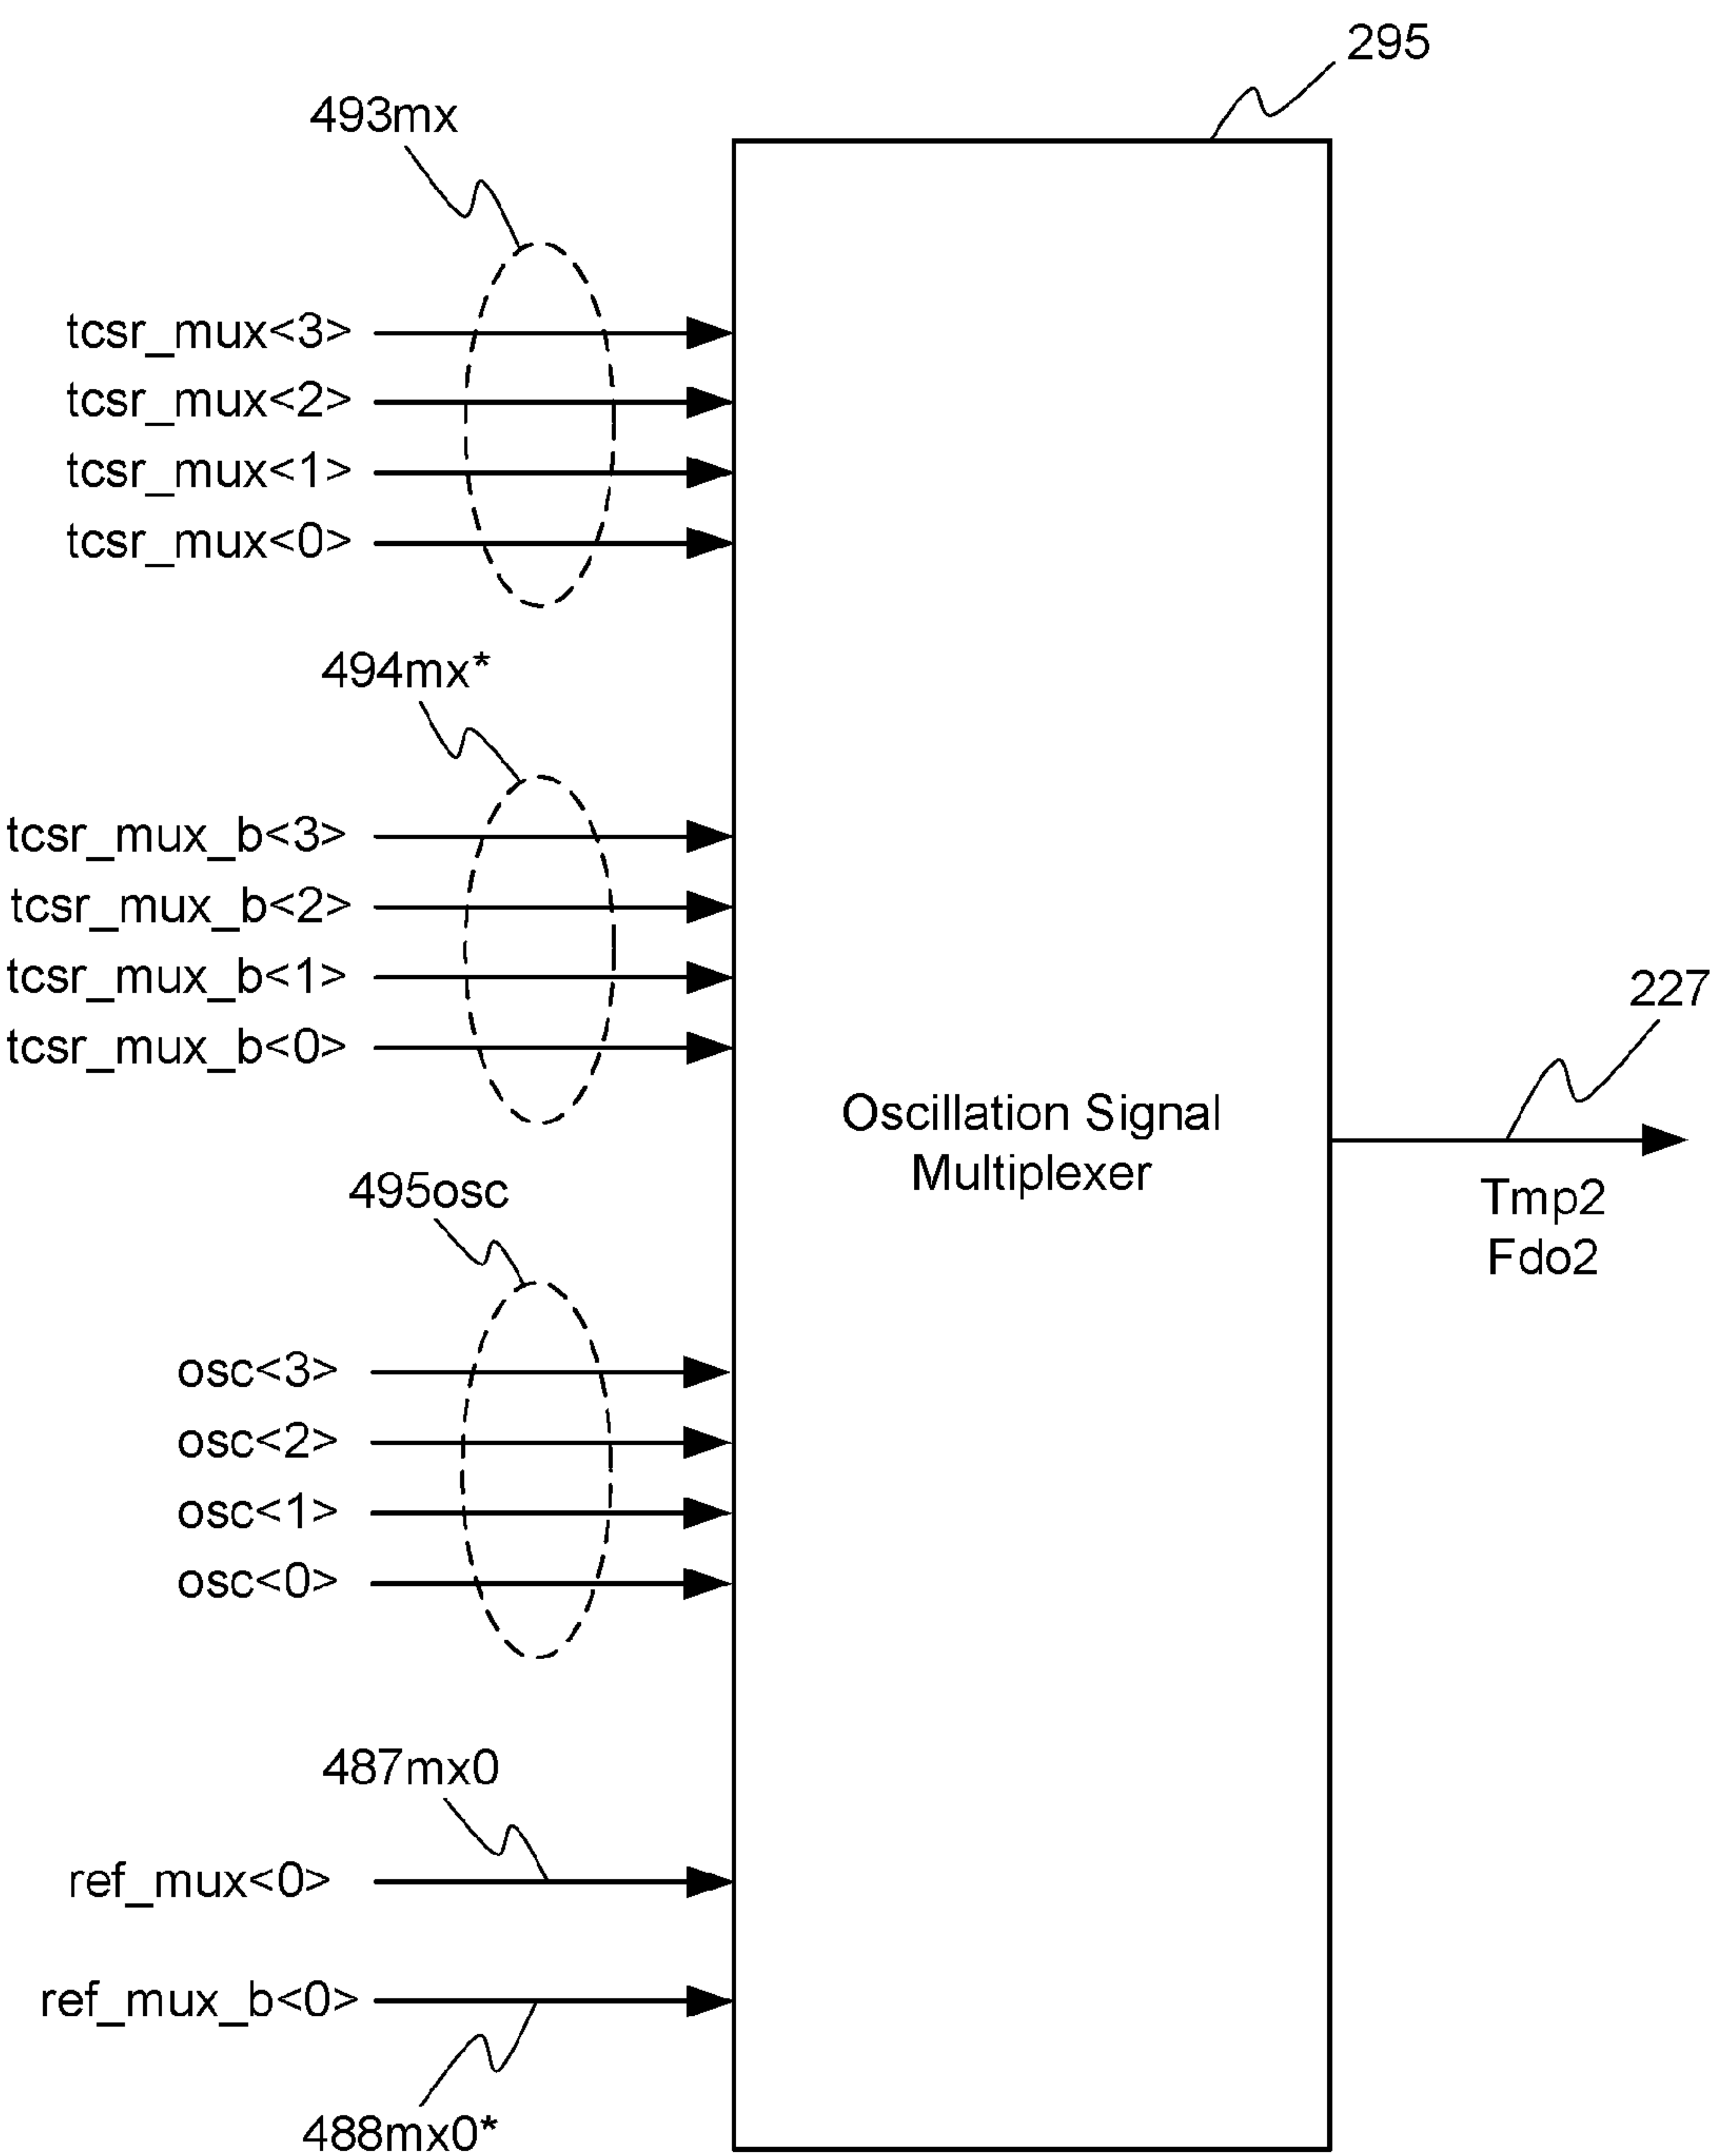 295
493mx
tcsr_mux<3>
tcsr_mux<2>
tcsr_mux<1>
tcsr_mux<0>
494mx*
tcsr_mux_b<3>
tcsr_mux_b<2>
tcsr_mux_b<1>
tcsr_mux_b<0>
227
Oscillation Signal
Multiplexer
Tmp2
Fdo2
495osc
osc<3>
osc<2>
osc<1>
osc<0>
487mx0
ref_mux<0>
ref_mux_b<0>
488mx0*